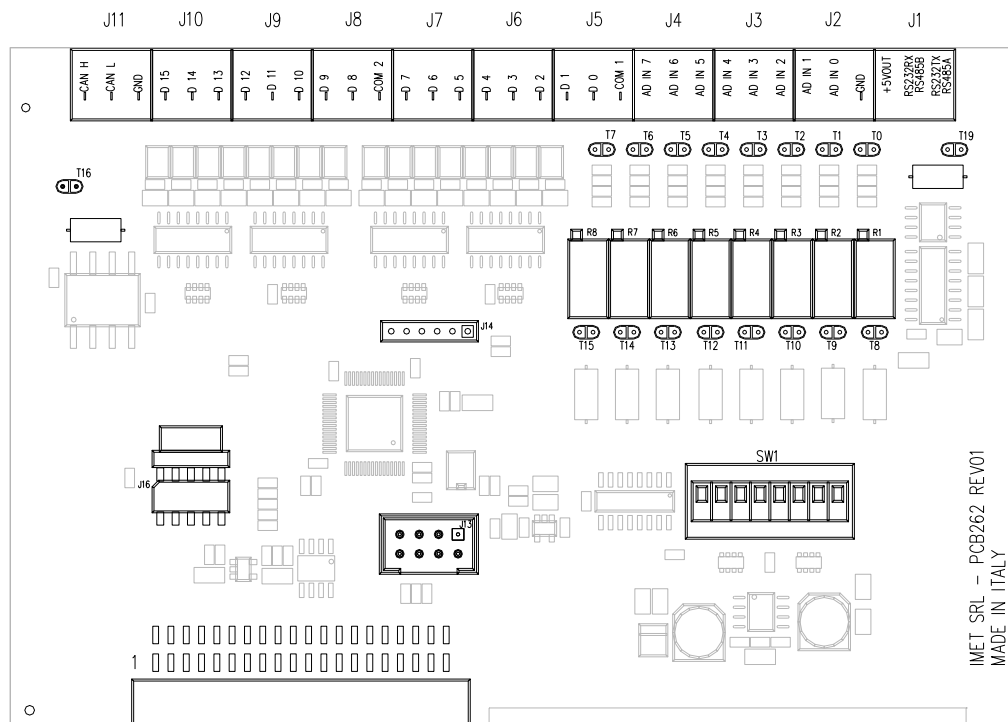 J11 J10 J9 J8 J7 J6 J5 J4 J3 J2 J1
CAN H
CAN L
GND
D 15
D 14
D 13
D 12
D 11
D 10
D 9
D 8
COM 2
D 7
D 6
D 5
D 4
D 3
D 2
D 1
D 0
COM 1
AD IN 7
AD IN 6
AD IN 5
AD IN 4
AD IN 3
AD IN 2
AD IN 1
AD IN 0
GND
+5VOUT
RS232RX
RS485B
RS232TX
RS485A
T7 T6 T5 T4 T3 T2 T1 T0 T19
T16
R8 R7 R6 R5 R4 R3 R2 R1
J14
T15 T14 T13 T12 T11 T10 T9 T8
SW1
J16
J13
1
IMET SRL - PCB262 REV01
MADE IN ITALY